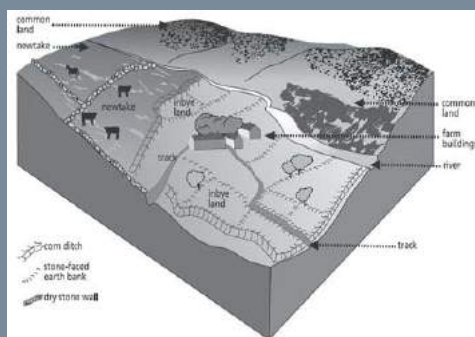 common
land
newtake
newtake
inbye
land
common
land
farm
buildings
river
track
inbye
land
track
corn ditch
stone-faced
earth bank
dry stone wall